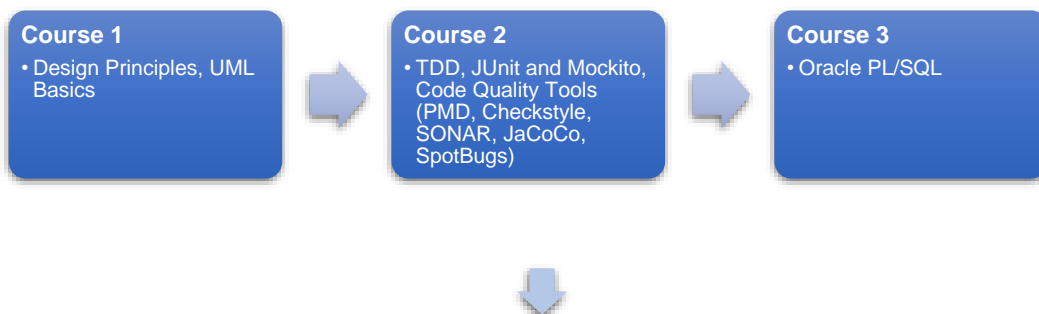 Course 1
• Design Principles, UML
Basics
Course 2
• TDD, JUnit and Mockito,
Code Quality Tools
(PMD, Checkstyle,
SONAR, JaCoCo,
SpotBugs)
Course 3
• Oracle PL/SQL